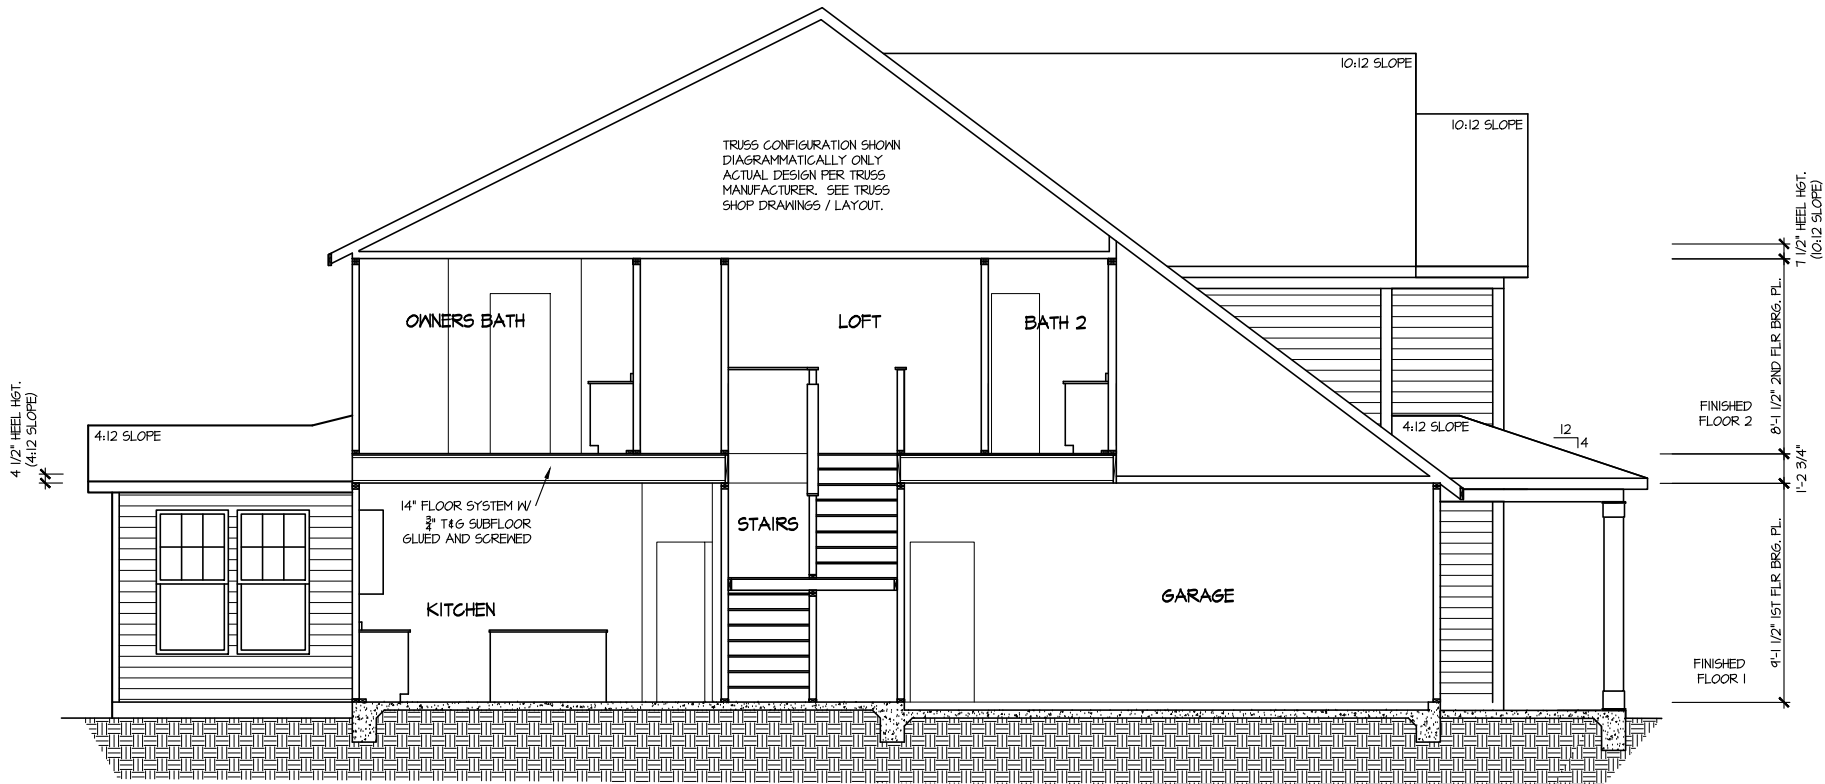 10:12 SLOPE
10:12 SLOPE
TRUSS CONFIGURATION SHOWN
DIAGRAMMATICALLY ONLY
ACTUAL DESIGN PER TRUSS
MANUFACTURER. SEE TRUSS
SHOP DRAWINGS / LAYOUT.
7 1/2" HEEL HGT.
(10:12 SLOPE)
OWNERS BATH
LOFT
BATH 2
8'-1 1/2" 2ND FLR BRG. PL.
4 1/2" HEEL HGT.
(4:12 SLOPE)
4:12 SLOPE
4:12 SLOPE
12
4
FINISHED
FLOOR 2
1'-2 3/4"
14" FLOOR SYSTEM W/
3/4" T&G SUBFLOOR
GLUED AND SCREWED
STAIRS
KITCHEN
GARAGE
9'-1 1/2" 1ST FLR BRG. PL.
FINISHED
FLOOR 1